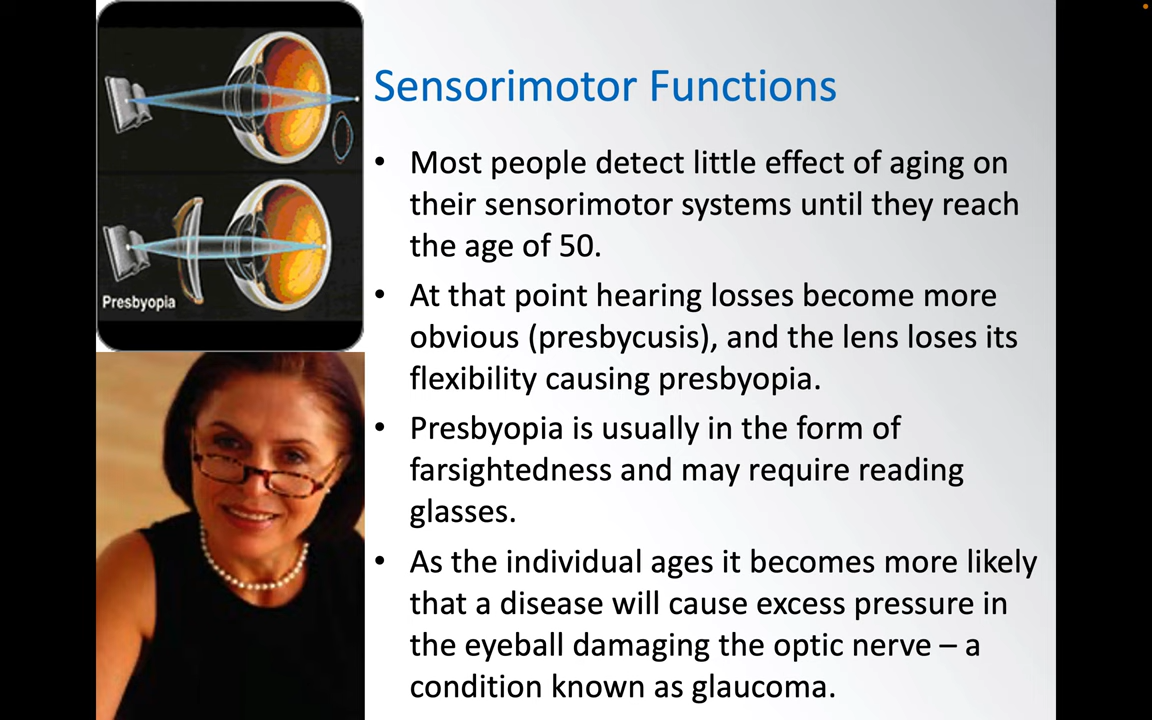 Presbyopia
Sensorimotor Functions
• Most people detect little effect of aging on
their sensorimotor systems until they reach
the age of 50.
• At that point hearing losses become more
obvious (presbycusis), and the lens loses its
flexibility causing presbyopia.
• Presbyopia is usually in the form of
farsightedness and may require reading
glasses.
• As the individual ages it becomes more likely
that a disease will cause excess pressure in
the eyeball damaging the optic nerve – a
condition known as glaucoma.